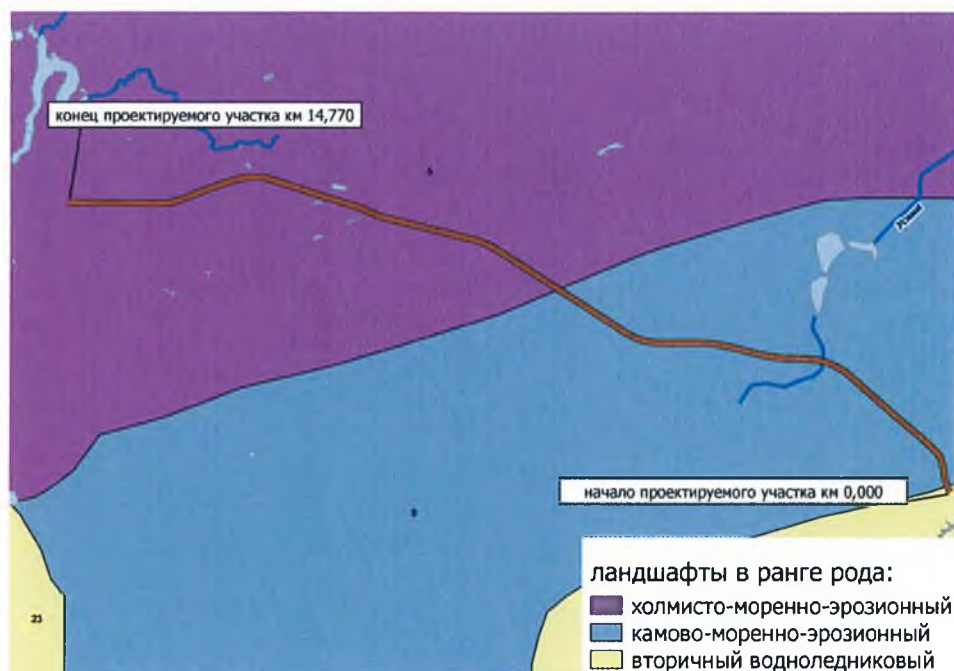 конец проектируемого участка км 14,770
начало проектируемого участка км 0,000
23
ландшафты в ранге рода:
холмисто-моренно-эрозионный
камово-моренно-эрозионный
вторичный водноледниковый